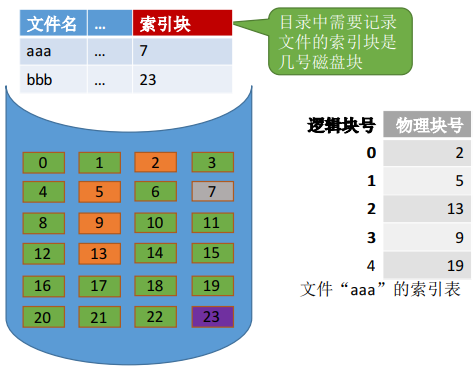 文件名 … 索引块
aaa … 7
bbb … 23
目录中需要记录
文件的索引块是
几号磁盘块
0 1 2 3
4 5 6 7
8 9 10 11
12 13 14 15
16 17 18 19
20 21 22 23
逻辑块号 物理块号
0 2
1 5
2 13
3 9
4 19
文件“aaa”的索引表